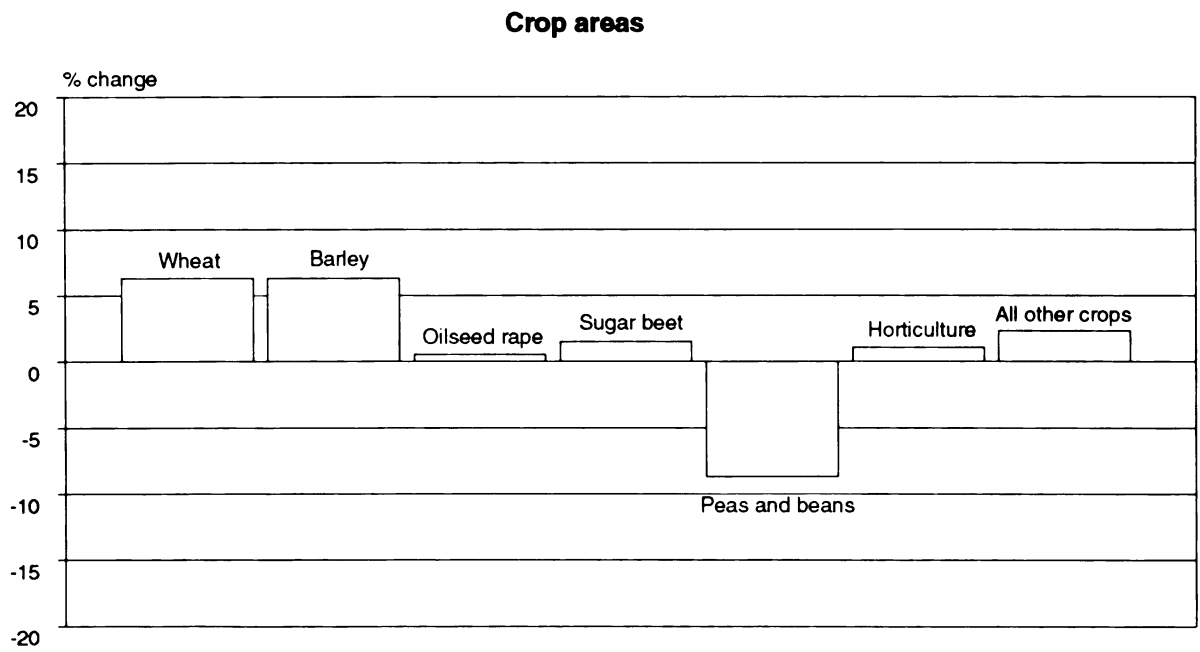 Crop areas
% change
20
15
10
Wheat
Barley
5
Oilseed rape
Sugar beet
Horticulture
All other crops
0
-5
-10
Peas and beans
-15
-20